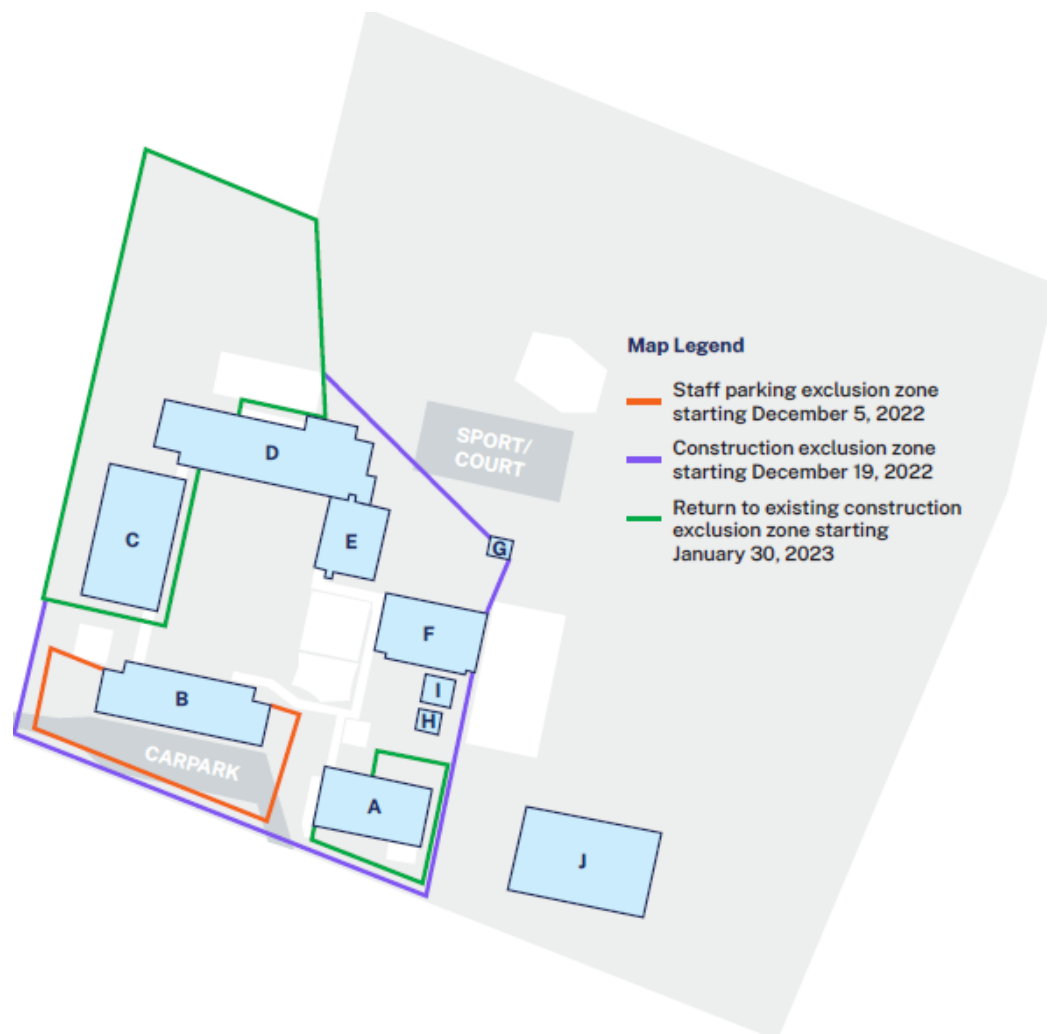 Map Legend
Staff parking exclusion zone
starting December 5, 2022
SPORT/
COURT
Construction exclusion zone
starting December 19, 2022
D
Return to existing construction
exclusion zone starting
January 30, 2023
C
E
G
F
I
B
H
CARPARK
A
J